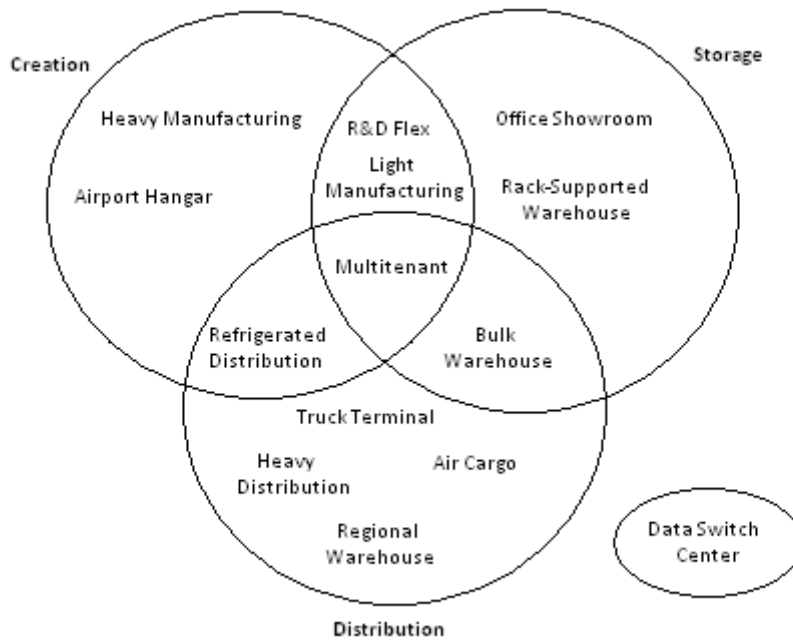 Creation
Storage
Heavy Manufacturing
R&D Flex
Office Showroom
Light
Manufacturing
Airport Hangar
Rack-Supported
Warehouse
Multitenant
Refrigerated
Distribution
Bulk
Warehouse
Truck Terminal
Heavy
Distribution
Air Cargo
Regional
Warehouse
Data Switch
Center
Distribution